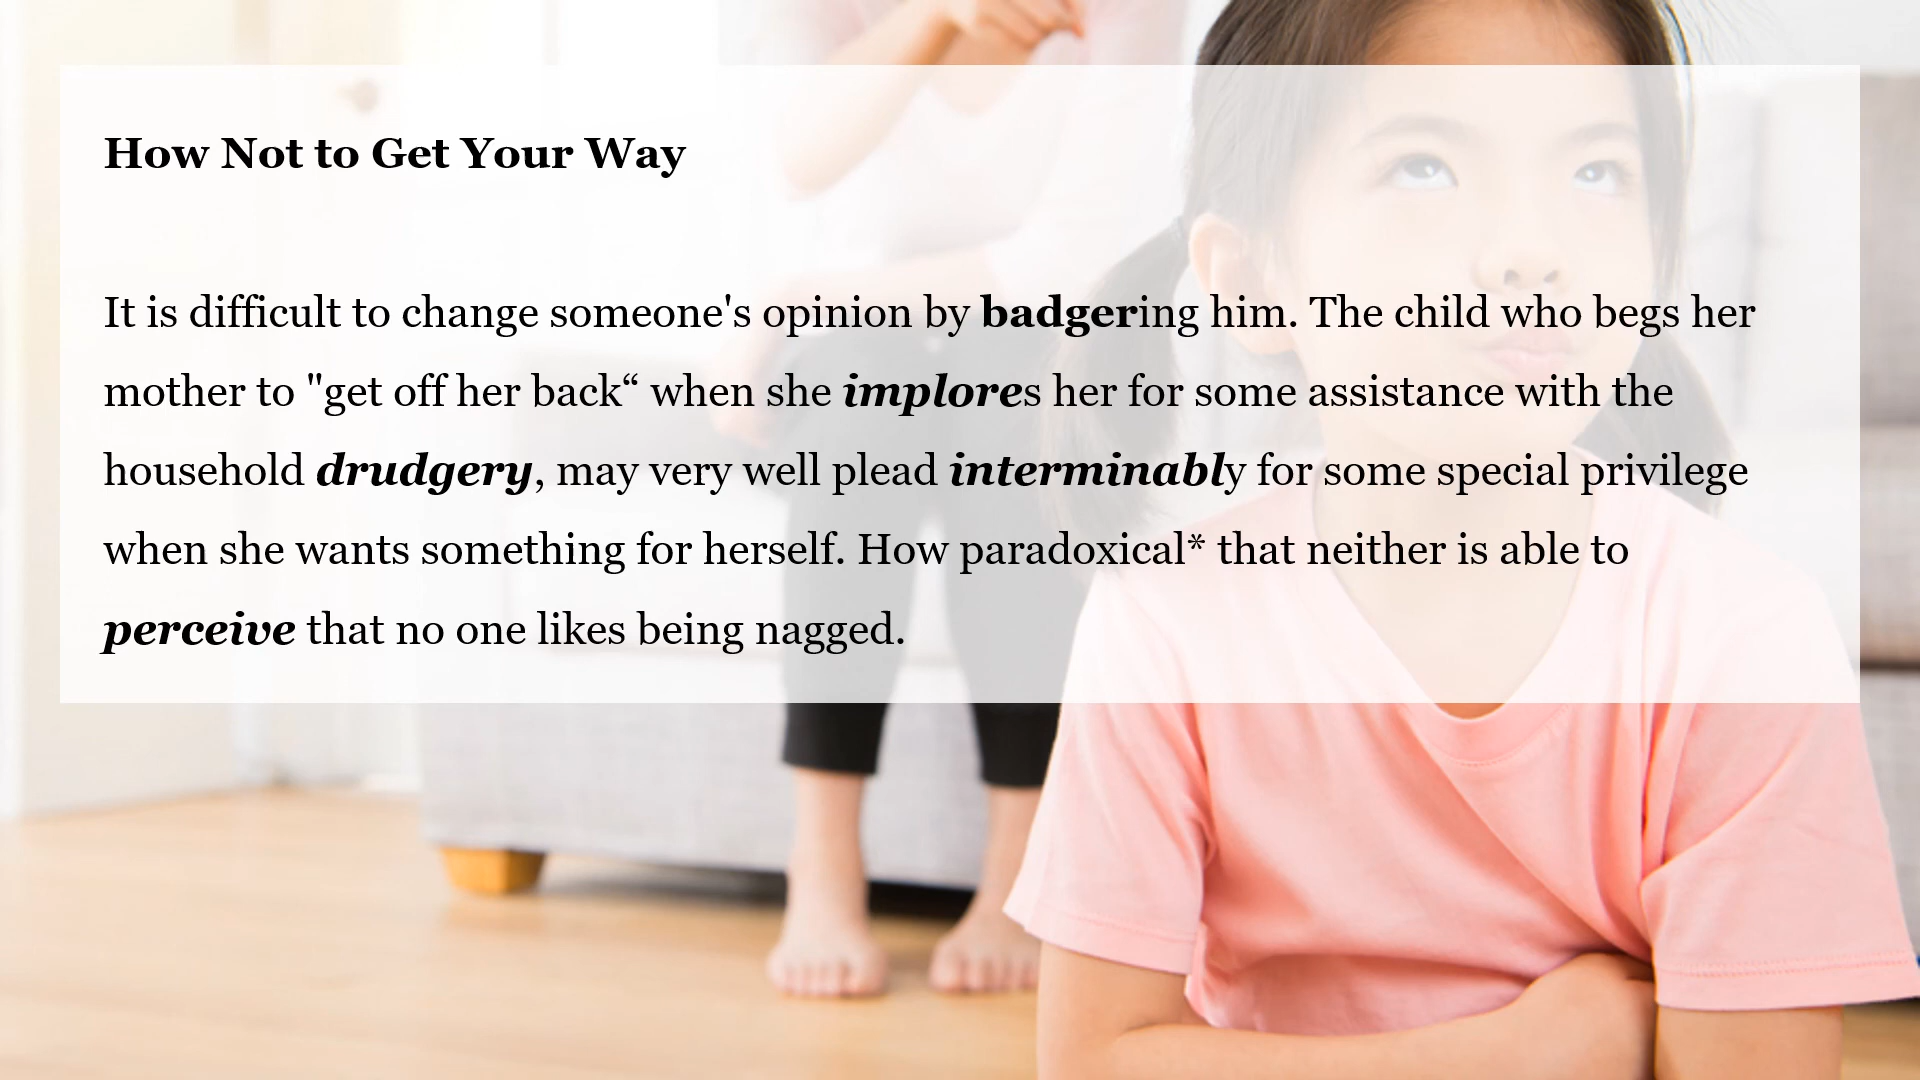 How Not to Get Your Way
It is difficult to change someone's opinion by badgering him. The child who begs her
mother to "get off her back“ when she implores her for some assistance with the
household drudgery, may very well plead interminably for some special privilege
when she wants something for herself. How paradoxical* that neither is able to
perceive that no one likes being nagged.